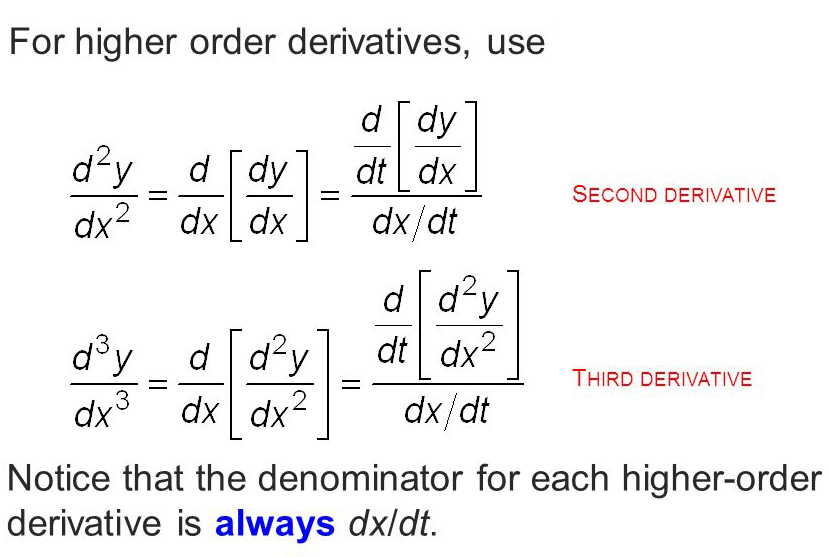 For higher order derivatives, use
d²y/dx² = d/dx [dy/dx] = (d/dt [dy/dx])/(dx/dt) SECOND DERIVATIVE
d³y/dx³ = d/dx [d²y/dx²] = (d/dt [d²y/dx²])/(dx/dt) THIRD DERIVATIVE
Notice that the denominator for each higher-order
derivative is always dx/dt.